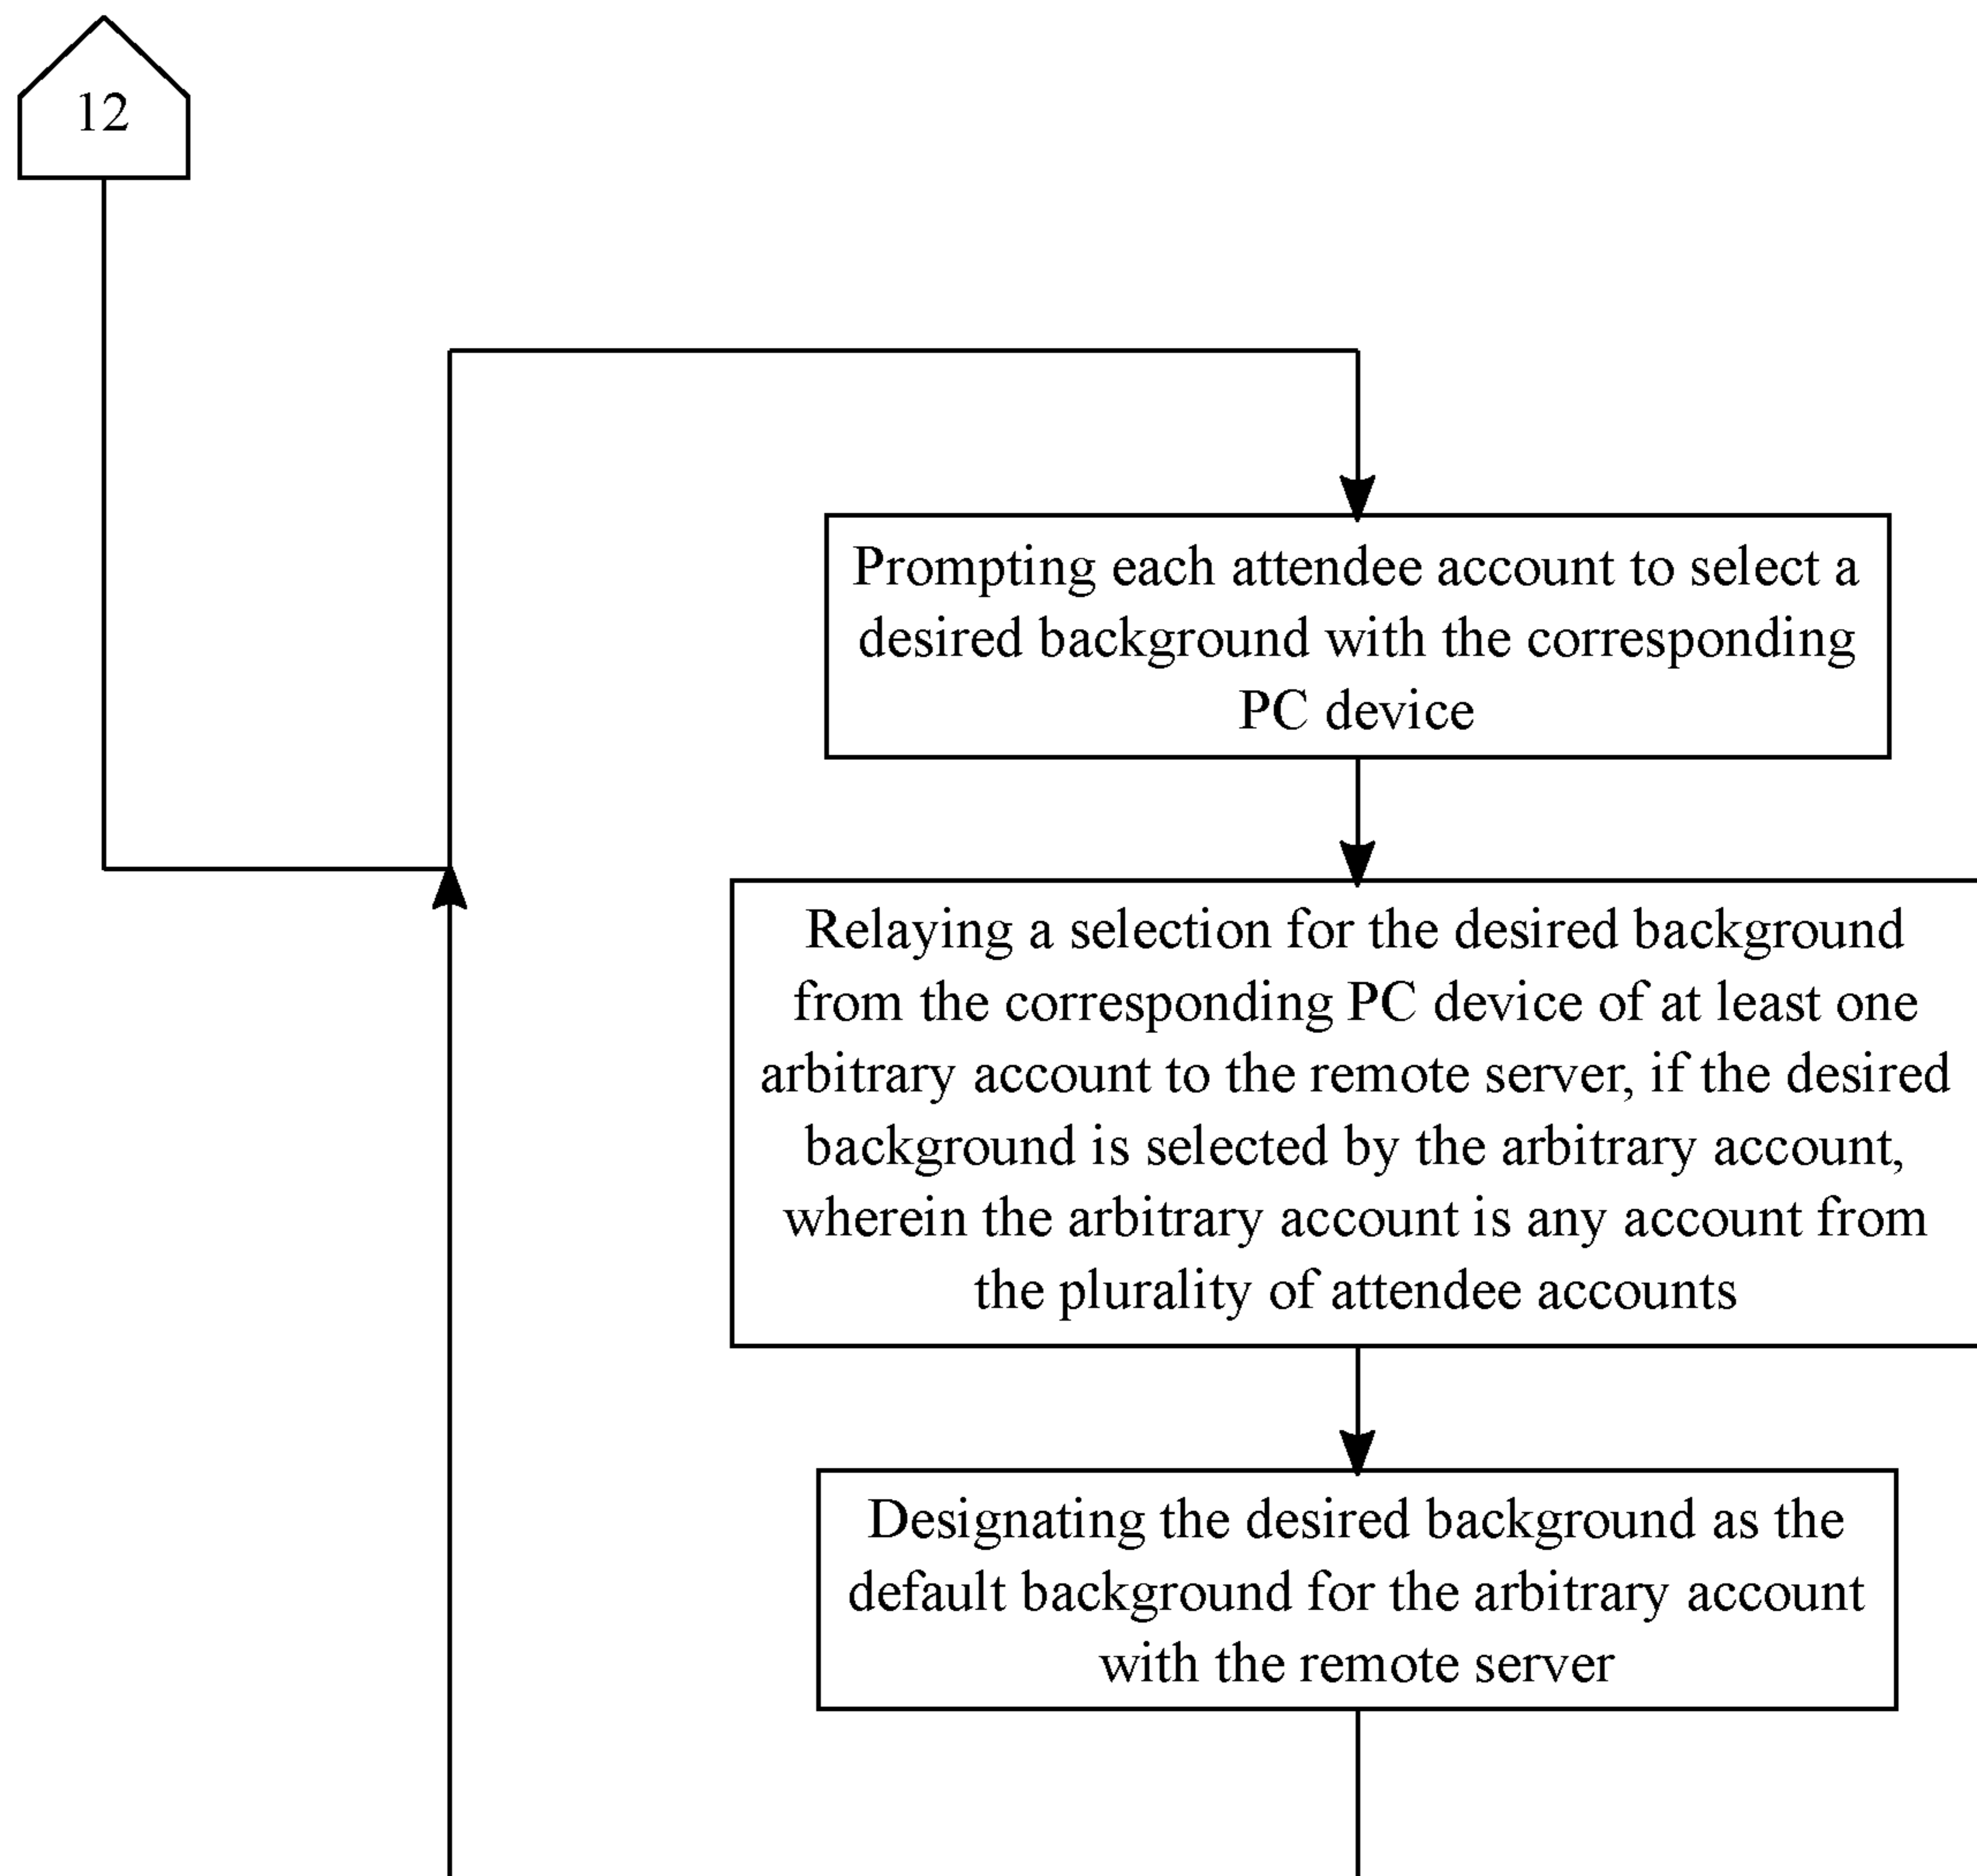 12
Prompting each attendee account to select a
desired background with the corresponding
PC device
Relaying a selection for the desired background
from the corresponding PC device of at least one
arbitrary account to the remote server, if the desired
background is selected by the arbitrary account,
wherein the arbitrary account is any account from
the plurality of attendee accounts
Designating the desired background as the
default background for the arbitrary account
with the remote server